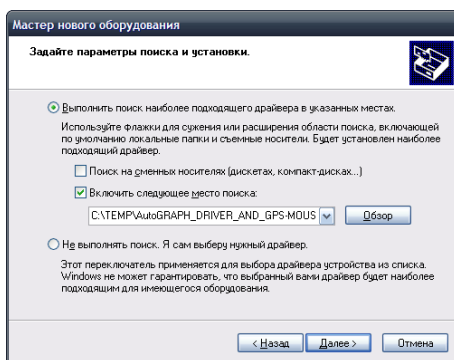 Мастер нового оборудования
Задайте параметры поиска и установки.
Выполнить поиск наиболее подходящего драйвера в указанных местах.
Используйте флажки для сужения или расширения области поиска, включающей
по умолчанию локальные папки и съемные носители. Будет установлен наиболее
подходящий драйвер.
Поиск на сменных носителях (дискетах, компакт-дисках...)
Включить следующее место поиска:
C:\TEMP\AutoGRAPH_DRIVER_AND_GPS-MOUS
Обзор
Не выполнять поиск. Я сам выберу нужный драйвер.
Этот переключатель применяется для выбора драйвера устройства из списка.
Windows не может гарантировать, что выбранный вами драйвер будет наиболее
подходящим для имеющегося оборудования.
< Назад Далее > Отмена